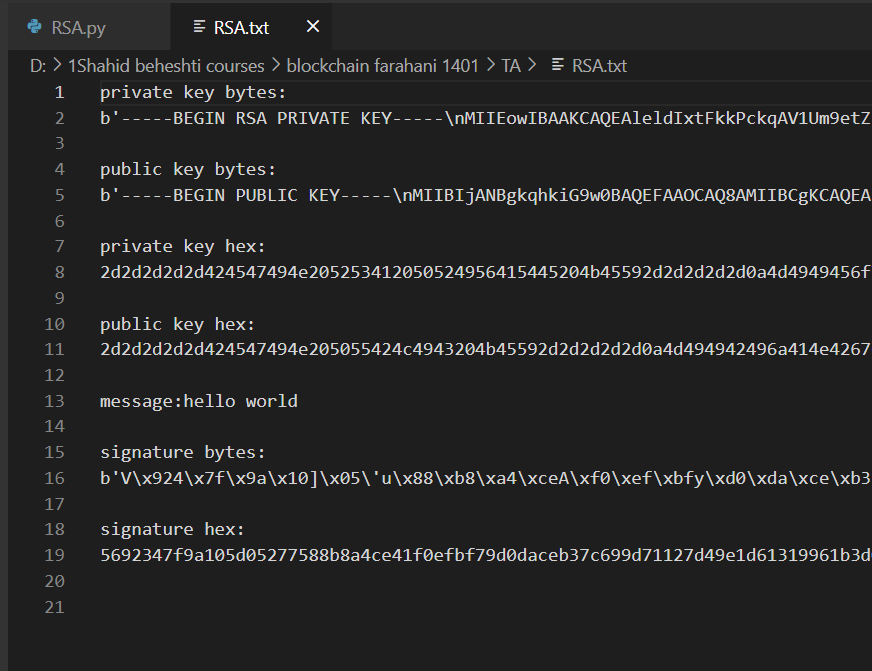 RSA.py
RSA.txt
D: > 1Shahid beheshti courses > blockchain farahani 1401 > TA > RSA.txt
1 private key bytes:
2 b'-----BEGIN RSA PRIVATE KEY-----\nMIIEowIBAAKCAQEAleldIxtFkkPckqAV1Um9etZ
3
4 public key bytes:
5 b'-----BEGIN PUBLIC KEY-----\nMIIBIjANBgkqhkiG9w0BAQEFAAOCAQ8AMIIBCgKCAQEA
6
7 private key hex:
8 2d2d2d2d2d424547494e205253412050524956415445204b45592d2d2d2d2d0a4d4949456f
9
10 public key hex:
11 2d2d2d2d2d424547494e205055424c4943204b45592d2d2d2d2d0a4d494942496a414e4267
12
13 message:hello world
14
15 signature bytes:
16 b'V\x924\x7f\x9a\x10]\x05\'u\x88\xb8\xa4\xceA\xf0\xef\xbfy\xd0\xda\xce\xb3
17
18 signature hex:
19 5692347f9a105d05277588b8a4ce41f0efbf79d0daceb37c699d71127d49e1d61319961b3d
20
21